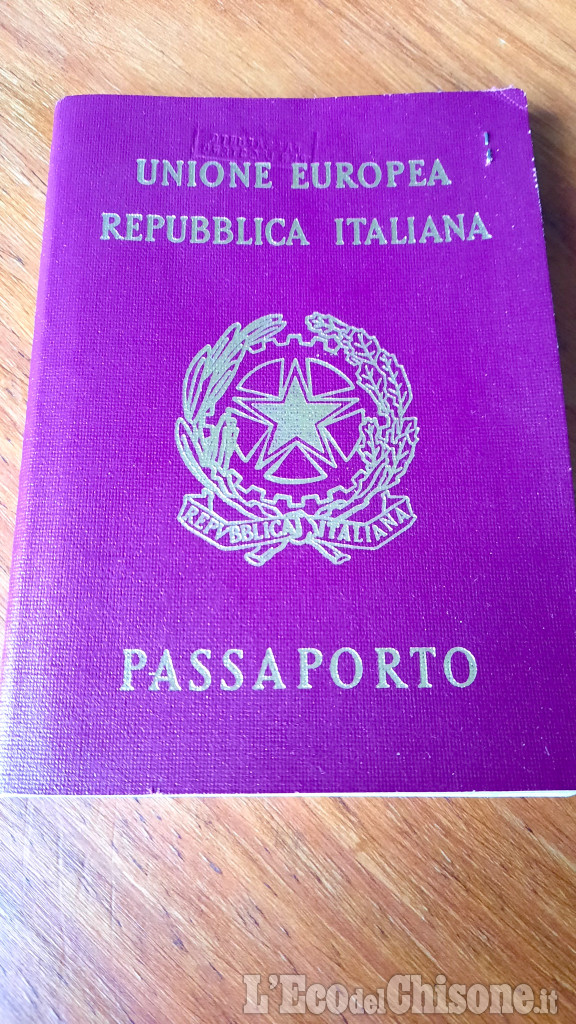 UNIONE EUROPEA
REPUBBLICA ITALIANA
REPVBBLICA ITALIANA
PASSAPORTO
L'EcodelChisone.it